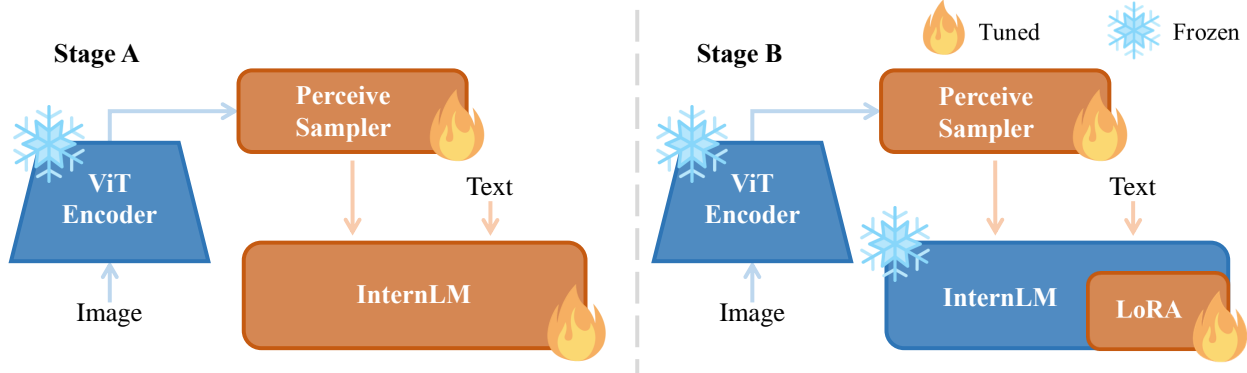 Stage A
Perceive
Sampler
ViT
Encoder
Text
InternLM
Image
Stage B
Tuned
Frozen
Perceive
Sampler
ViT
Encoder
Text
InternLM
LoRA
Image